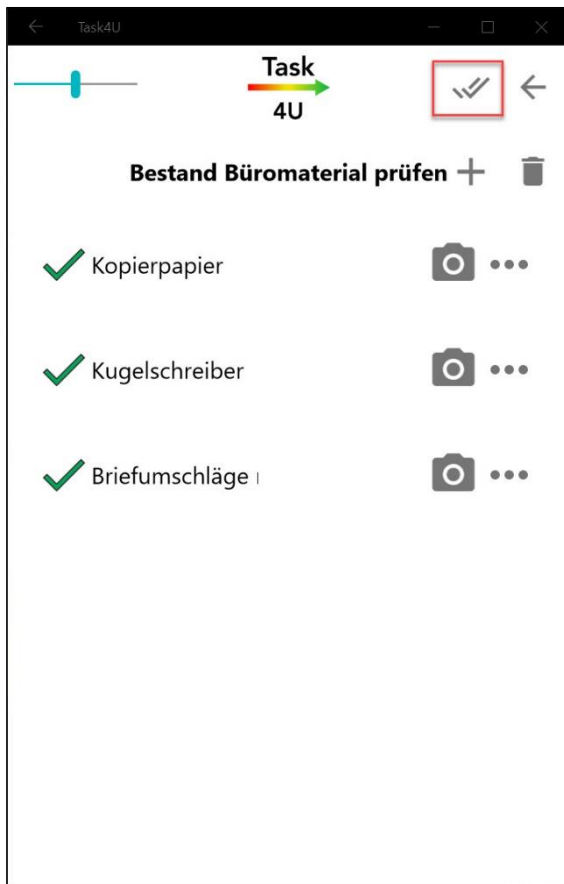 Task4U
Task
4U
Bestand Büromaterial prüfen
Kopierpapier
Kugelschreiber
Briefumschläge